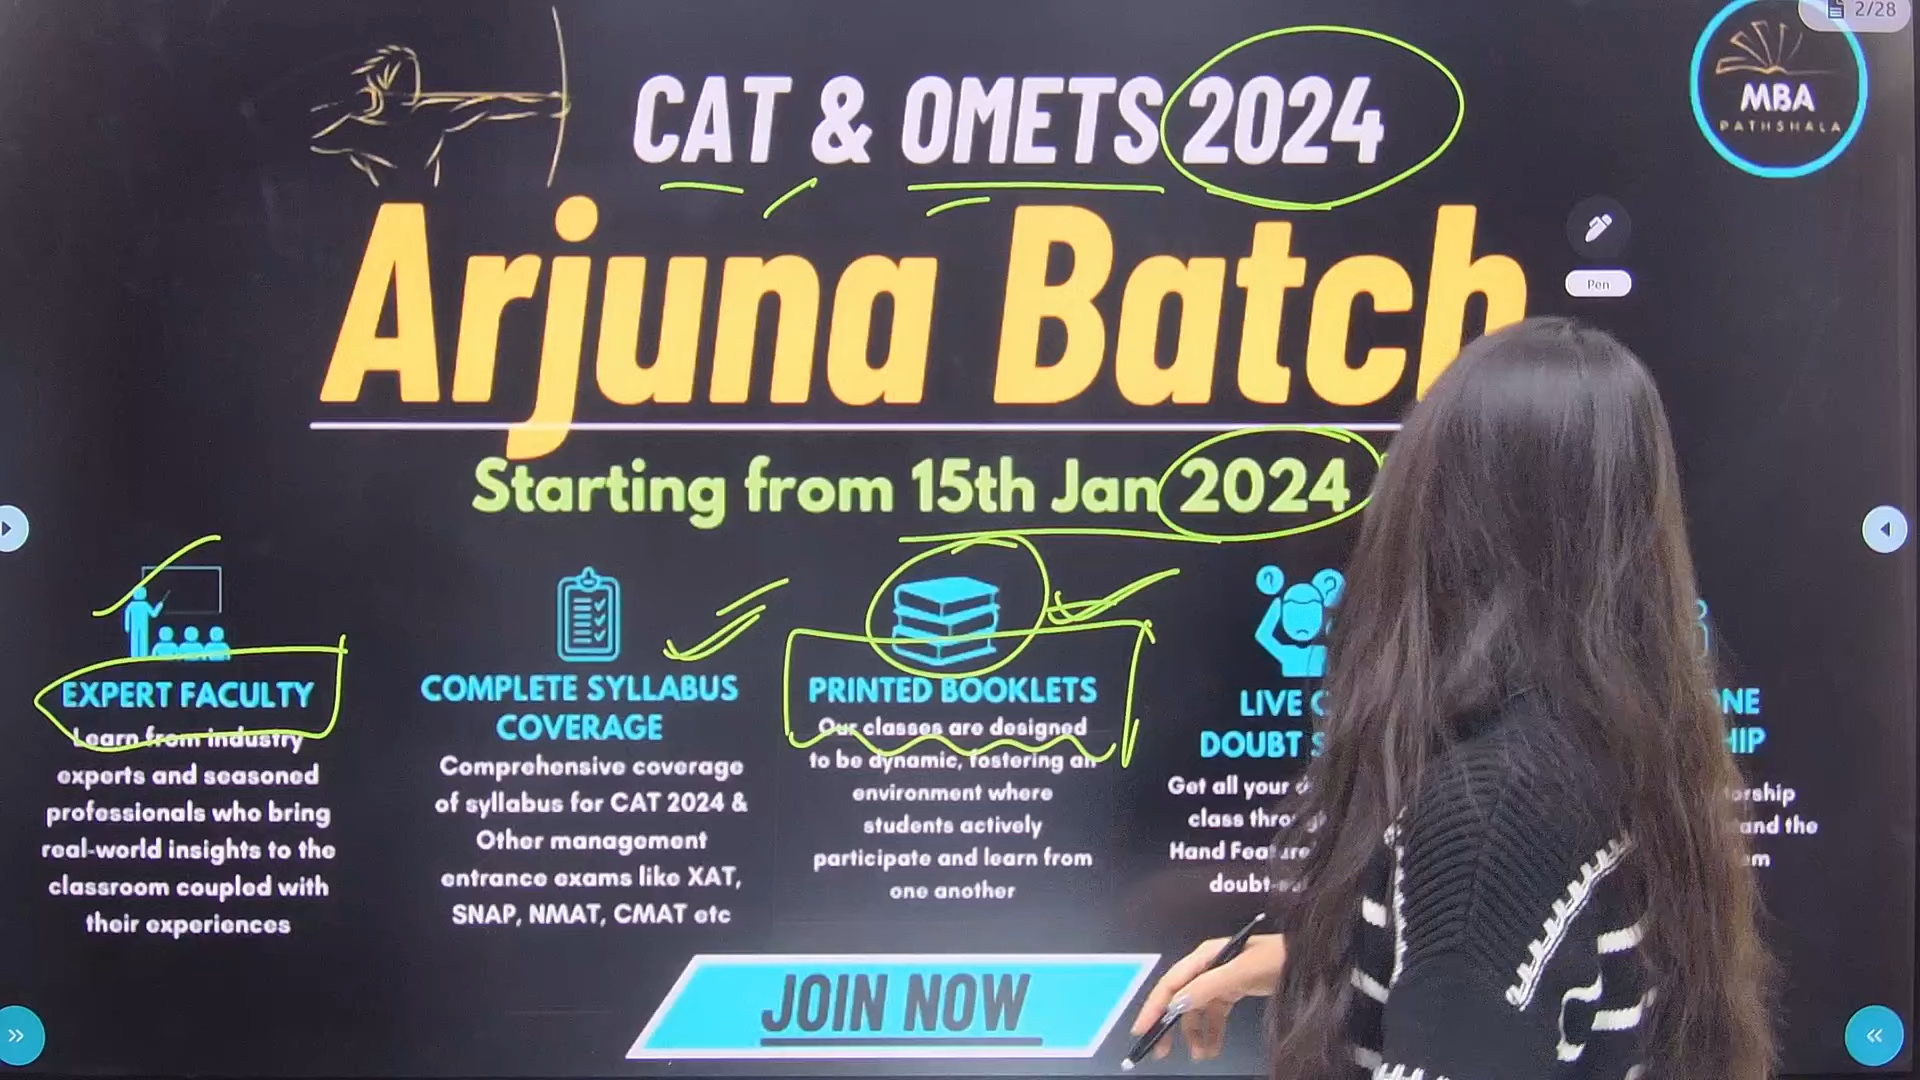 2/28
MBA
PATHSHALA
CAT & OMETS 2024
Arjuna Batch
Pen
Starting from 15th Jan 2024
EXPERT FACULTY
Learn from industry
experts and seasoned
professionals who bring
real-world insights to the
classroom coupled with
their experiences
COMPLETE SYLLABUS
COVERAGE
Comprehensive coverage
of syllabus for CAT 2024 &
Other management
entrance exams like XAT,
SNAP, NMAT, CMAT etc
PRINTED BOOKLETS
Our classes are designed
to be dynamic, fostering an
environment where
students actively
participate and learn from
one another
LIVE
DOUBT
Get all your
class
Hand
and the
JOIN NOW